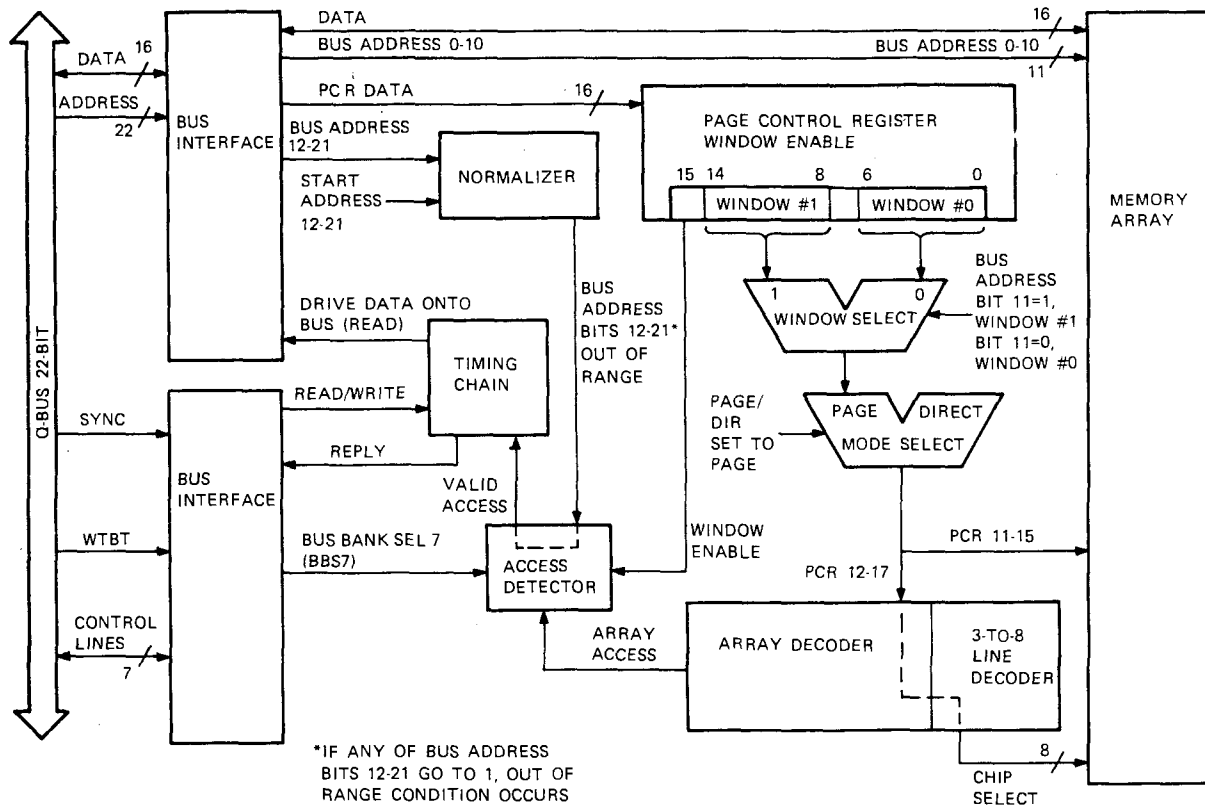 DATA
16
BUS ADDRESS 0-10
BUS ADDRESS 0-10
11
DATA
16
ADDRESS
22
BUS
INTERFACE
PCR DATA
16
BUS ADDRESS
12-21
START
ADDRESS
12-21
NORMALIZER
PAGE CONTROL REGISTER
WINDOW ENABLE
15 14 8 6 0
WINDOW #1
WINDOW #0
MEMORY
ARRAY
Q-BUS 22-BIT
DRIVE DATA ONTO
BUS (READ)
TIMING
CHAIN
BUS
ADDRESS
BITS 12-21*
OUT OF
RANGE
1 0
WINDOW SELECT
BUS
ADDRESS
BIT 11=1,
WINDOW #1
BIT 11=0,
WINDOW #0
READ/WRITE
REPLY
SYNC
BUS
INTERFACE
PAGE/
DIR
SET TO
PAGE
PAGE DIRECT
MODE SELECT
VALID
ACCESS
WTBT
BUS BANK SEL 7
(BBS7)
ACCESS
DETECTOR
WINDOW
ENABLE
PCR 11-15
PCR 12-17
CONTROL
LINES
7
ARRAY
ACCESS
ARRAY DECODER
3-TO-8
LINE
DECODER
*IF ANY OF BUS ADDRESS
BITS 12-21 GO TO 1, OUT OF
RANGE CONDITION OCCURS
8
CHIP
SELECT